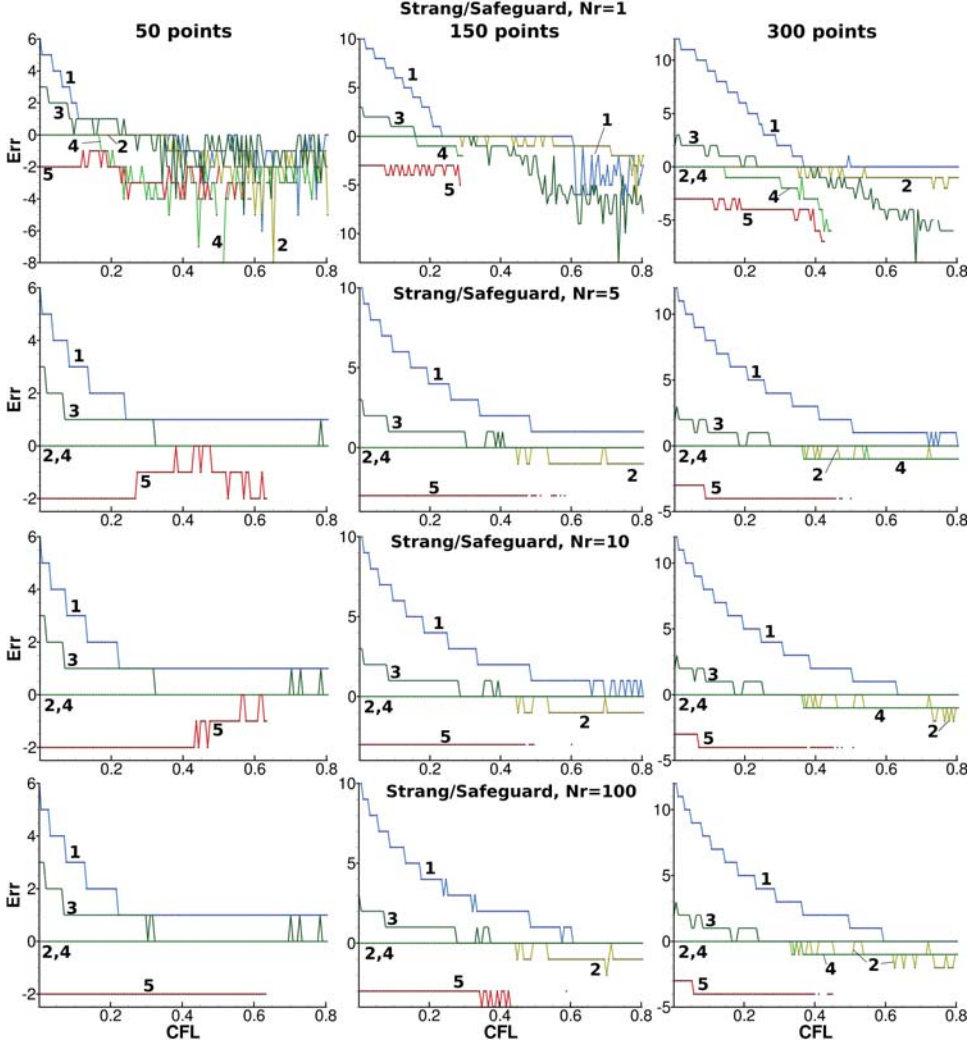 Strang/Safeguard, Nr=1
50 points 150 points 300 points
6 10 10
4 5 5
2 0 0
0 -5 -5
-2 -10
-4
-6
-8
Err
1 3 4 2 5 4 2
1 3 4 5 1
1 3 2,4 4 5 2
0.2 0.4 0.6 0.8 0.2 0.4 0.6 0.8 0.2 0.4 0.6 0.8
Strang/Safeguard, Nr=5
6 10 10
4 5 5
2 0 0
0 -5 -5
-2
Err
1 3 2,4 5
1 3 2,4 2 5
1 3 2,4 2 4 5
0.2 0.4 0.6 0.8 0.2 0.4 0.6 0.8 0.2 0.4 0.6 0.8
Strang/Safeguard, Nr=10
6 10 10
4 5 5
2 0 0
0 -5
-2
Err
1 3 2,4 5
1 3 2,4 2 5
1 3 2,4 4 2 5
0.2 0.4 0.6 0.8 0.2 0.4 0.6 0.8 0.2 0.4 0.6 0.8
Strang/Safeguard, Nr=100
6 10 10
4 5 5
2 0 0
0 -5
-2
Err
1 3 2,4 5
1 3 2,4 2 5
1 3 2,4 4 2 5
0.2 0.4 0.6 0.8 0.2 0.4 0.6 0.8 0.2 0.4 0.6 0.8
CFL CFL CFL